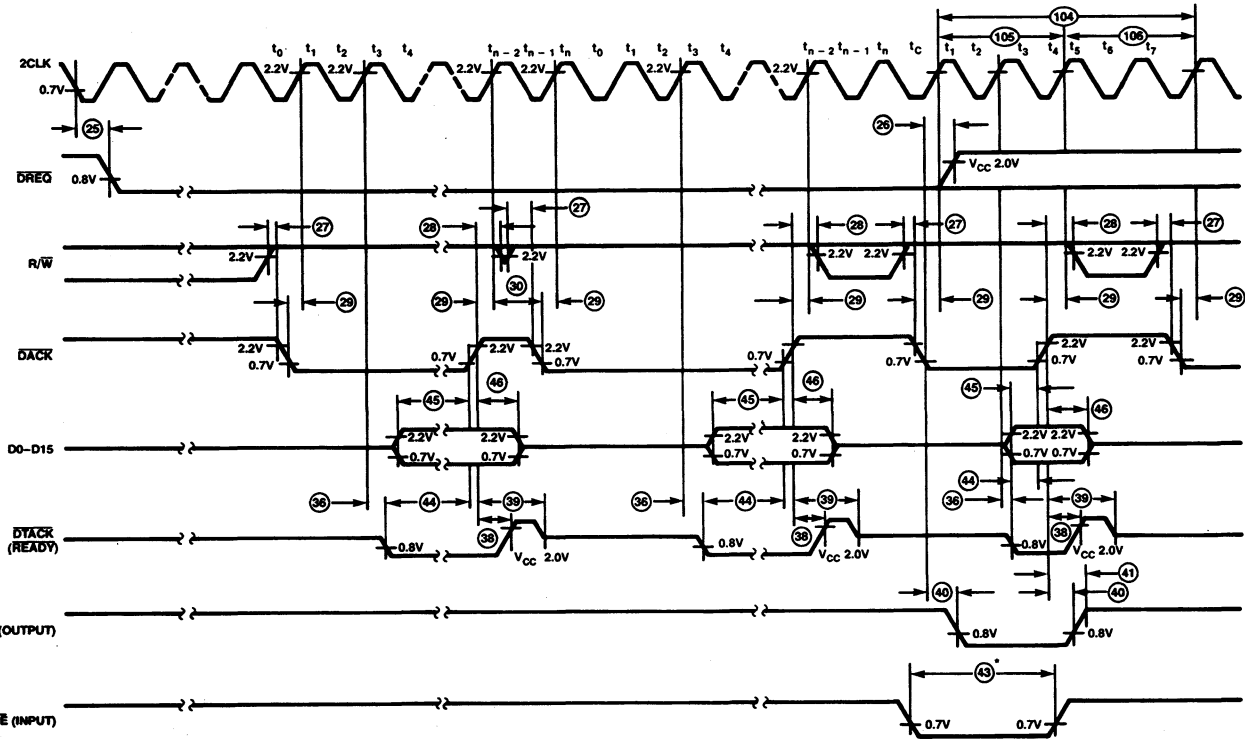 104
105 106
t0 t1 t2 t3 t4 tn – 2 tn – 1 tn t0 t1 t2 t3 t4 tn – 2 tn – 1 tn tC t1 t2 t3 t4 t5 t6 t7
2CLK 2.2V 2.2V 2.2V 2.2V 2.2V 2.2V
0.7V
25 26
DREQ 0.8V VCC 2.0V
27 28 27 28 27 28 27
R/W 2.2V 2.2V 2.2V 2.2V 2.2V 2.2V
30
29 29 29 29 29 29 29
DACK 2.2V 0.7V 0.7V 2.2V 2.2V 0.7V 0.7V 2.2V 2.2V 0.7V 2.2V 0.7V 2.2V 0.7V
45 46 45 46 45 46
D0–D15 2.2V 2.2V 2.2V 2.2V 2.2V 2.2V
0.7V 0.7V 0.7V 0.7V 0.7V 0.7V
44
36 44 39 36 44 39 36 39
38 38 38
DTACK 0.8V 0.8V 0.8V
(READY) VCC 2.0V VCC 2.0V VCC 2.0V
41
40 40
(OUTPUT) 0.8V 0.8V
43*
E (INPUT) 0.7V 0.7V